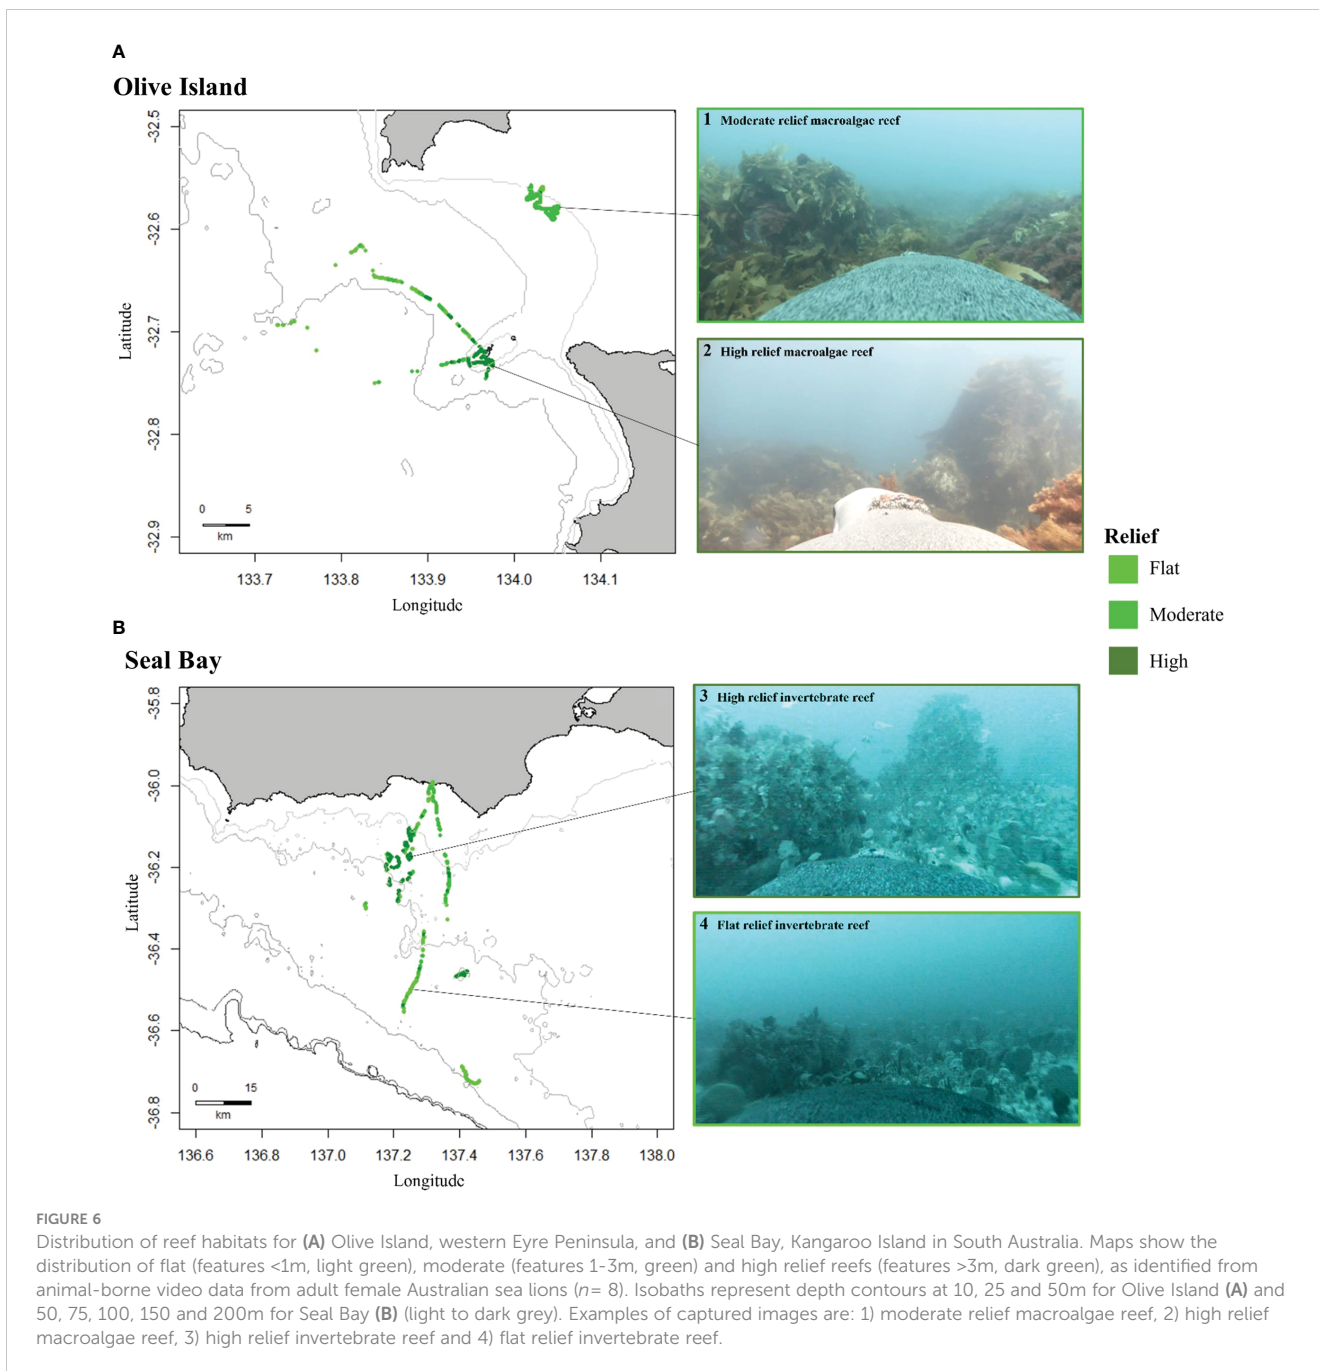 A
Olive Island
-32.5
-32.6
-32.7
-32.8
-32.9
Latitude
0 5
km
133.7 133.8 133.9 134.0 134.1
Longitude
1 Moderate relief macroalgae reef
2 High relief macroalgae reef
Relief
Flat
Moderate
High
B
Seal Bay
-35.8
-36.0
-36.2
-36.4
-36.6
-36.8
Latitude
0 15
km
136.6 136.8 137.0 137.2 137.4 137.6 137.8 138.0
Longitude
3 High relief invertebrate reef
4 Flat relief invertebrate reef
FIGURE 6
Distribution of reef habitats for (A) Olive Island, western Eyre Peninsula, and (B) Seal Bay, Kangaroo Island in South Australia. Maps show the
distribution of flat (features <1m, light green), moderate (features 1-3m, green) and high relief reefs (features >3m, dark green), as identified from
animal-borne video data from adult female Australian sea lions (n= 8). Isobaths represent depth contours at 10, 25 and 50m for Olive Island (A) and
50, 75, 100, 150 and 200m for Seal Bay (B) (light to dark grey). Examples of captured images are: 1) moderate relief macroalgae reef, 2) high relief
macroalgae reef, 3) high relief invertebrate reef and 4) flat relief invertebrate reef.